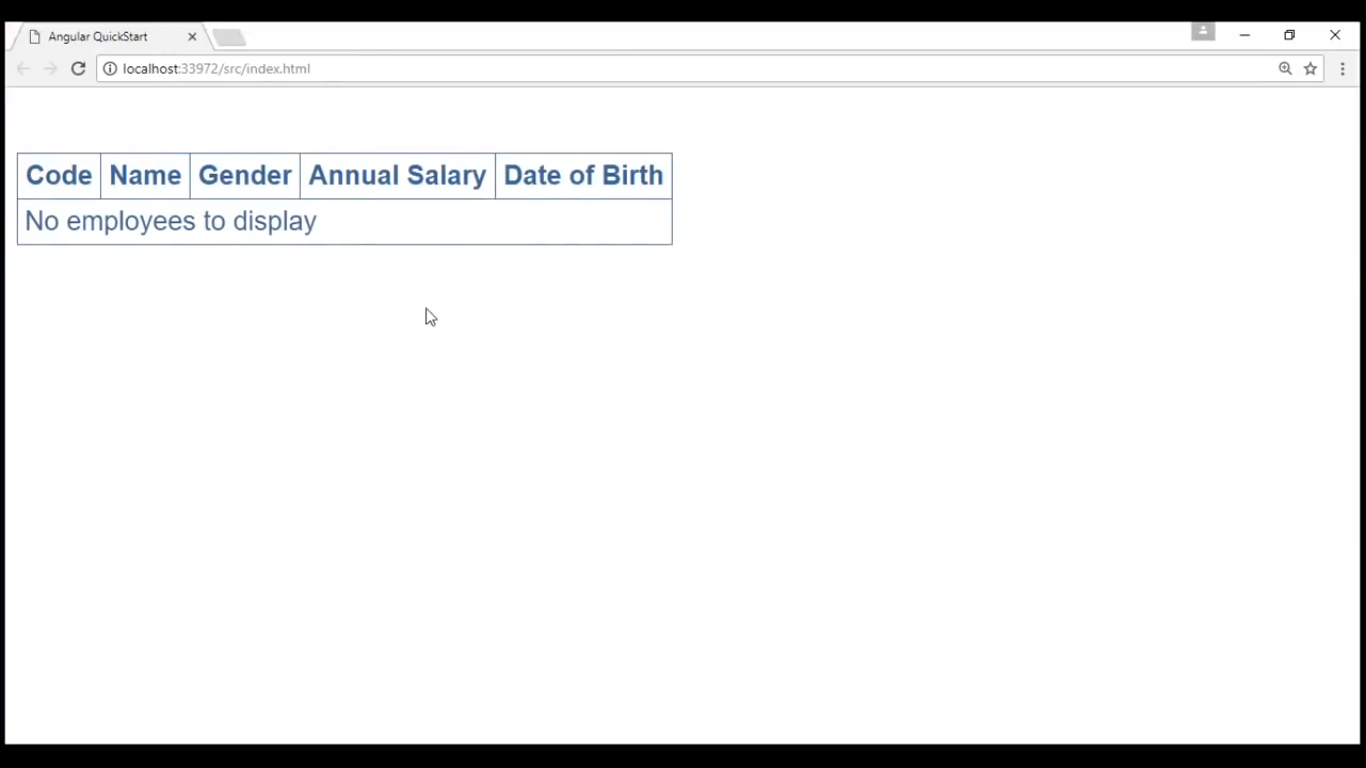 Angular QuickStart
localhost:33972/src/index.html
Code Name Gender Annual Salary Date of Birth
No employees to display